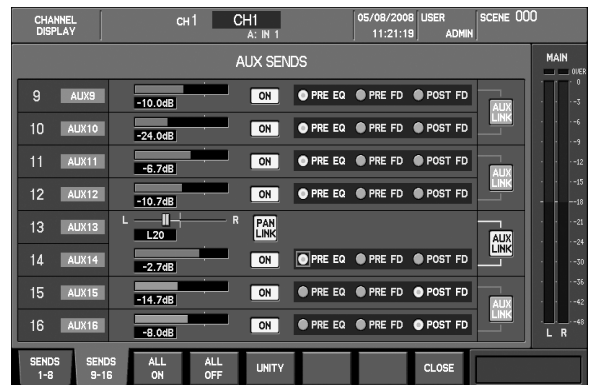 CHANNEL DISPLAY CH1 CH1 A: IN 1 05/08/2008 11:21:19 USER ADMIN SCENE 000
AUX SENDS
MAIN
OVER
9 AUX9 -10.0dB ON PRE EQ PRE FD POST FD
AUX LINK
10 AUX10 -24.0dB ON PRE EQ PRE FD POST FD
11 AUX11 -6.7dB ON PRE EQ PRE FD POST FD
AUX LINK
12 AUX12 -10.7dB ON PRE EQ PRE FD POST FD
13 AUX13 L R L20 PAN LINK
AUX LINK
14 AUX14 -2.7dB ON PRE EQ PRE FD POST FD
15 AUX15 -14.7dB ON PRE EQ PRE FD POST FD
AUX LINK
16 AUX16 -8.0dB ON PRE EQ PRE FD POST FD
0
-3
-6
-9
-12
-15
-18
-21
-24
-30
-36
-42
-48
L R
SENDS 1-8 SENDS 9-16 ALL ON ALL OFF UNITY CLOSE